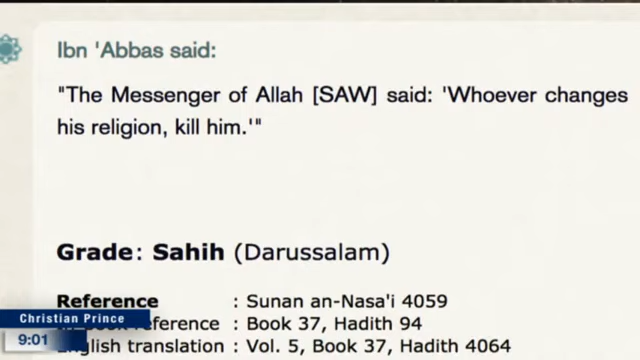 Ibn 'Abbas said:
"The Messenger of Allah [SAW] said: 'Whoever changes
his religion, kill him.'"
Grade: Sahih (Darussalam)
Reference : Sunan an-Nasa'i 4059
reference : Book 37, Hadith 94
English translation : Vol. 5, Book 37, Hadith 4064
Christian Prince
9:01